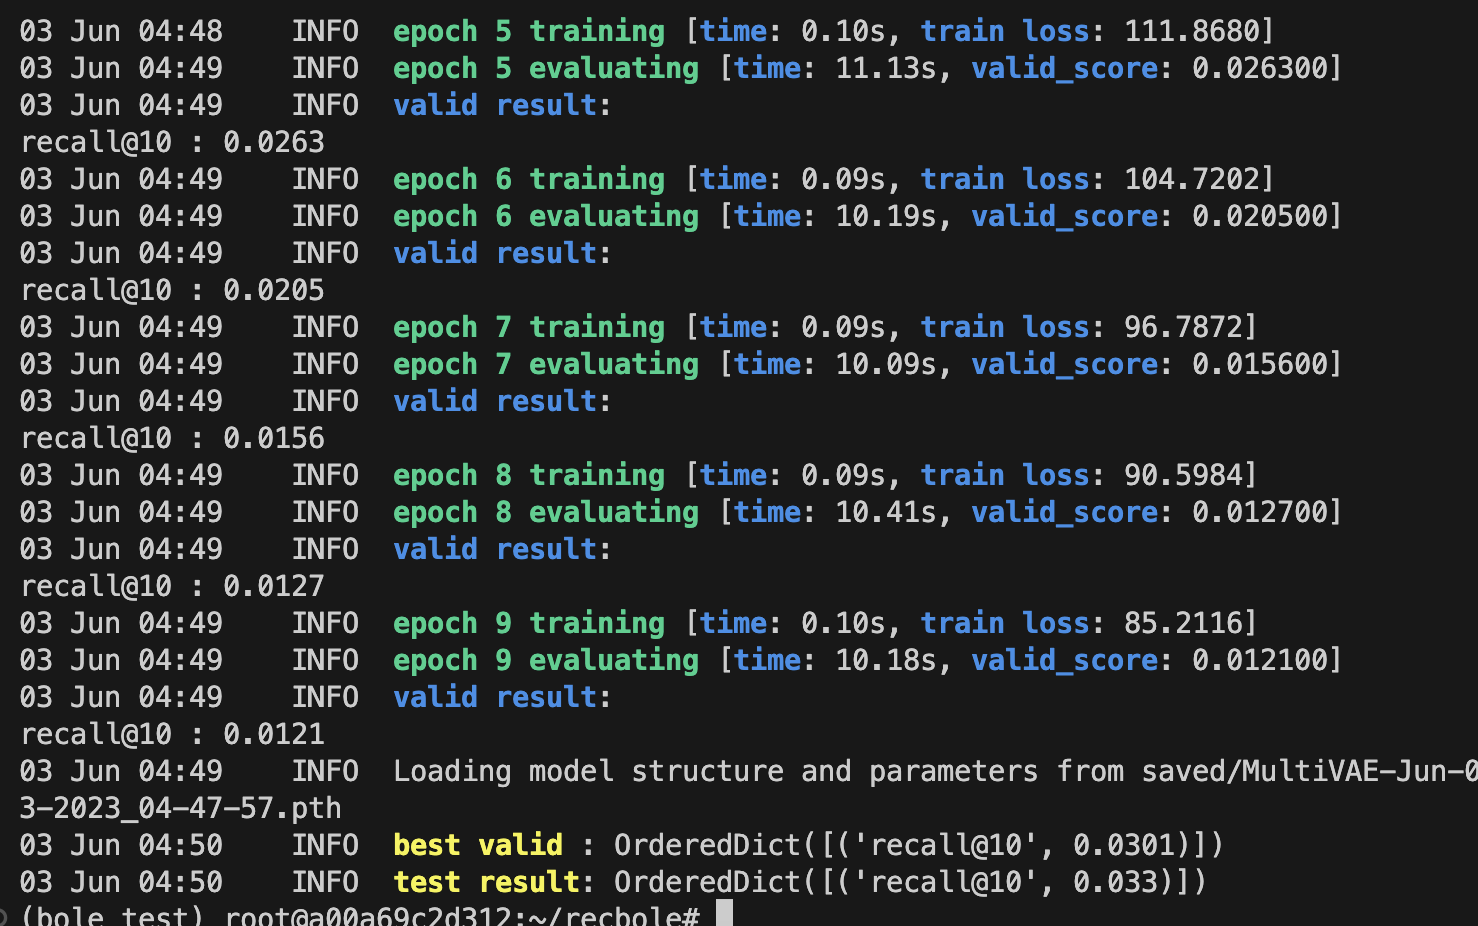 03 Jun 04:48    INFO  epoch 5 training [time: 0.10s, train loss: 111.8680]
03 Jun 04:49    INFO  epoch 5 evaluating [time: 11.13s, valid_score: 0.026300]
03 Jun 04:49    INFO  valid result:
recall@10 : 0.0263
03 Jun 04:49    INFO  epoch 6 training [time: 0.09s, train loss: 104.7202]
03 Jun 04:49    INFO  epoch 6 evaluating [time: 10.19s, valid_score: 0.020500]
03 Jun 04:49    INFO  valid result:
recall@10 : 0.0205
03 Jun 04:49    INFO  epoch 7 training [time: 0.09s, train loss: 96.7872]
03 Jun 04:49    INFO  epoch 7 evaluating [time: 10.09s, valid_score: 0.015600]
03 Jun 04:49    INFO  valid result:
recall@10 : 0.0156
03 Jun 04:49    INFO  epoch 8 training [time: 0.09s, train loss: 90.5984]
03 Jun 04:49    INFO  epoch 8 evaluating [time: 10.41s, valid_score: 0.012700]
03 Jun 04:49    INFO  valid result:
recall@10 : 0.0127
03 Jun 04:49    INFO  epoch 9 training [time: 0.10s, train loss: 85.2116]
03 Jun 04:49    INFO  epoch 9 evaluating [time: 10.18s, valid_score: 0.012100]
03 Jun 04:49    INFO  valid result:
recall@10 : 0.0121
03 Jun 04:49    INFO  Loading model structure and parameters from saved/MultiVAE-Jun-0
3-2023_04-47-57.pth
03 Jun 04:50    INFO  best valid : OrderedDict([('recall@10', 0.0301)])
03 Jun 04:50    INFO  test result: OrderedDict([('recall@10', 0.033)])
(bole_test) root@a00a69c2d312:~/recbole#